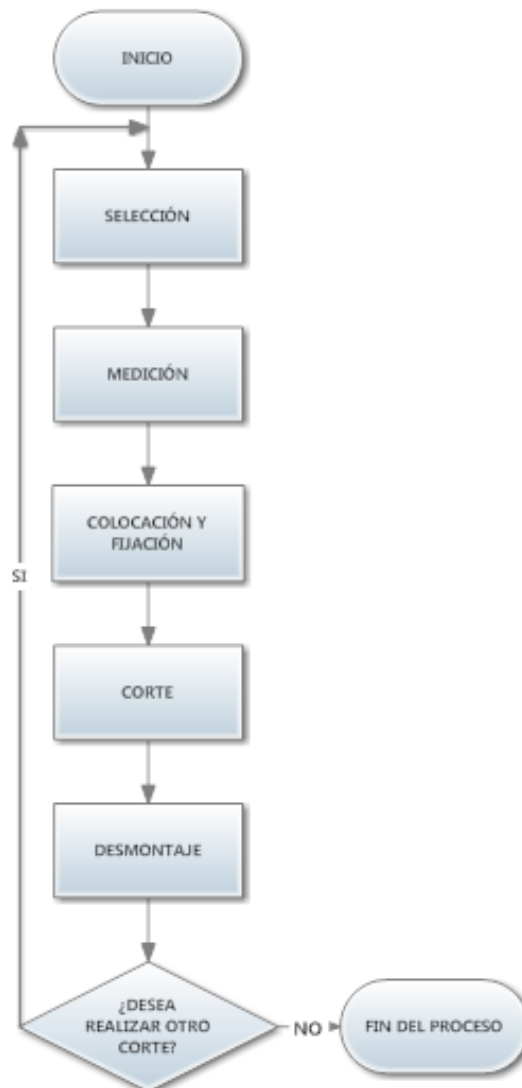 INICIO
SELECCIÓN
MEDICIÓN
COLOCACIÓN Y
FIJACIÓN
SI
CORTE
DESMONTAJE
¿DESEA
REALIZAR OTRO
CORTE?
NO
FIN DEL PROCESO